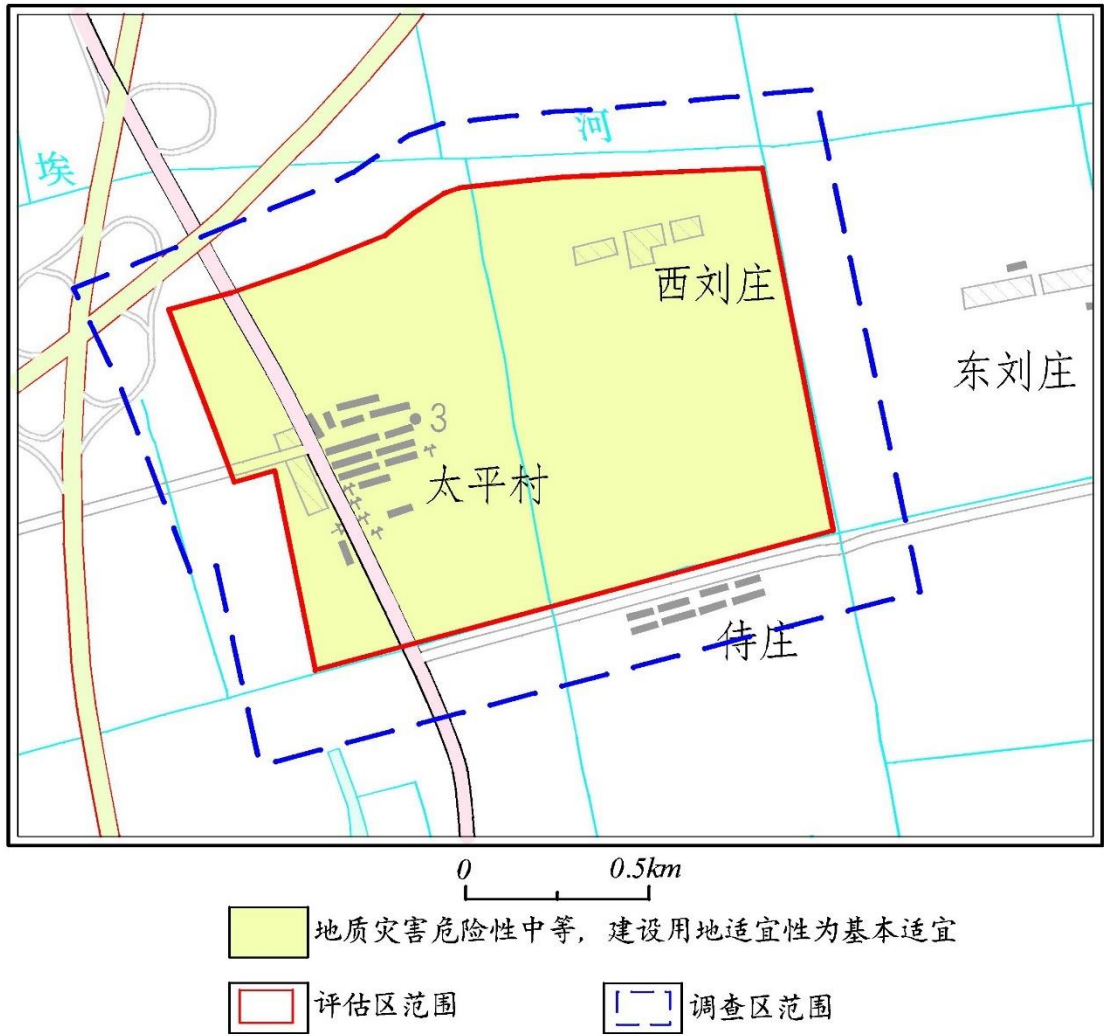 河
埃
西刘庄
东刘庄
3
太平村
侍庄
0 0.5km
地质灾害危险性中等，建设用地适宜性为基本适宜
评估区范围 调查区范围